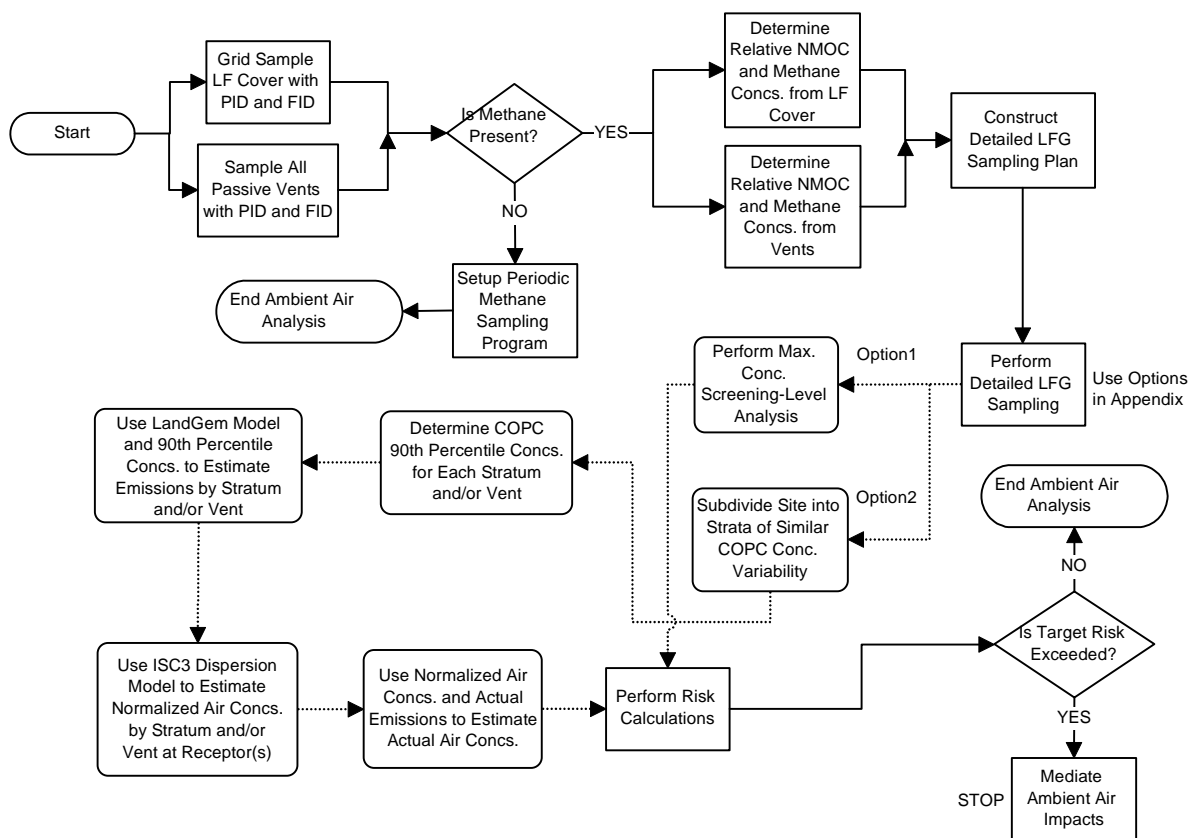 Start
Grid Sample
LF Cover with
PID and FID
Sample All
Passive Vents
with PID and FID
Is Methane
Present?
YES
NO
Setup Periodic
Methane
Sampling
Program
End Ambient Air
Analysis
Determine
Relative NMOC
and Methane
Concs. from LF
Cover
Determine
Relative NMOC
and Methane
Concs. from
Vents
Construct
Detailed LFG
Sampling Plan
Perform
Detailed LFG
Sampling
Use Options
in Appendix
Option1
Perform Max.
Conc.
Screening-Level
Analysis
Option2
Subdivide Site into
Strata of Similar
COPC Conc.
Variability
Determine COPC
90th Percentile Concs.
for Each Stratum
and/or Vent
Use LandGem Model
and 90th Percentile
Concs. to Estimate
Emissions by Stratum
and/or Vent
Use ISC3 Dispersion
Model to Estimate
Normalized Air Concs.
by Stratum and/or
Vent at Receptor(s)
Use Normalized Air
Concs. and Actual
Emissions to Estimate
Actual Air Concs.
Perform Risk
Calculations
Is Target Risk
Exceeded?
NO
End Ambient Air
Analysis
YES
STOP
Mediate
Ambient Air
Impacts